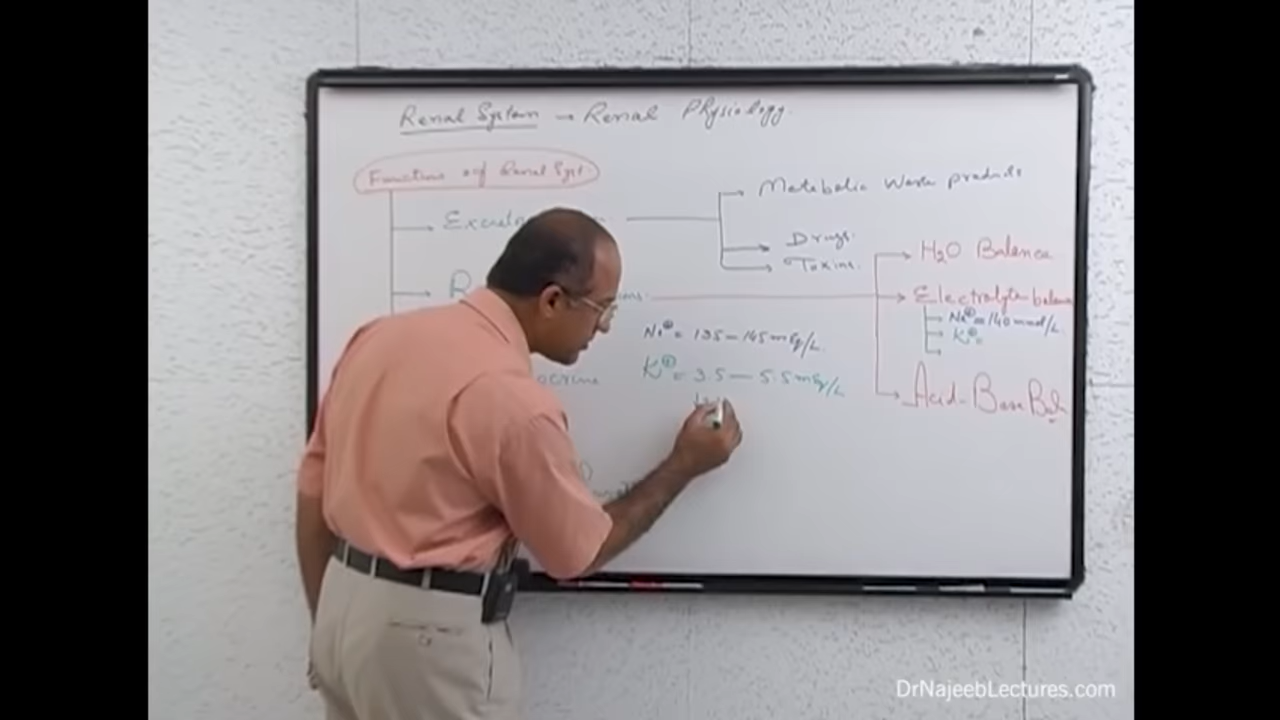 Renal System → Renal Physiology.
Functions of Renal Syst.
Metabolic Waste products
Drugs.
Toxins.
H₂O Balance
Electrolyte balance
Na⊕ = 140 mmol/L
K⊕ =
Acid-Base Bal
Na⊕ = 135 — 145 mEq/L
K⊕ = 3.5 — 5.5 mEq/L
DrNajeebLectures.com